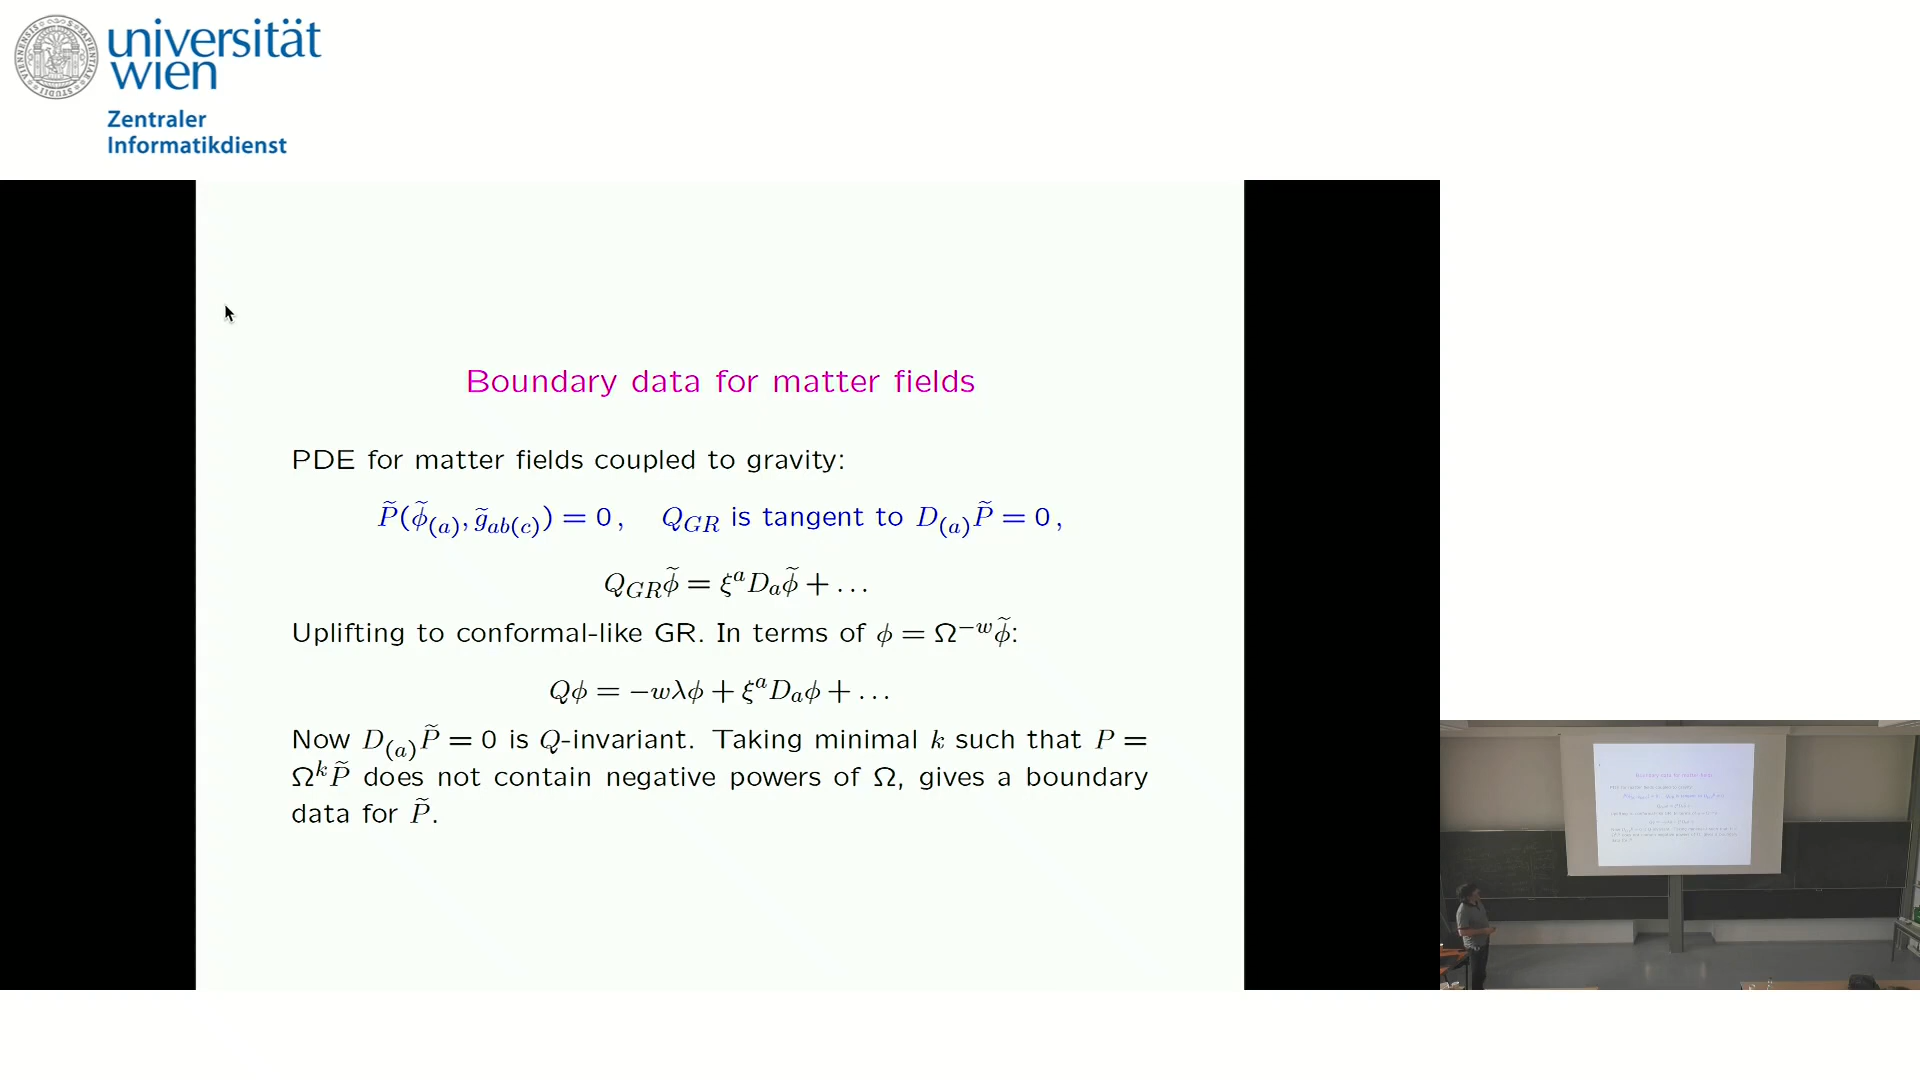 universität
wien
Zentraler
Informatikdienst
Boundary data for matter fields
PDE for matter fields coupled to gravity:
P̃(ϕ̃_(a), g̃_ab(c)) = 0 , Q_GR is tangent to D_(a)P̃ = 0 ,
Q_GR ϕ̃ = ξ^a D_a ϕ̃ + . . .
Uplifting to conformal-like GR. In terms of ϕ = Ω^−w ϕ̃:
Qϕ = −wλϕ + ξ^a D_a ϕ + . . .
Now D_(a)P̃ = 0 is Q-invariant. Taking minimal k such that P =
Ω^k P̃ does not contain negative powers of Ω, gives a boundary
data for P̃.